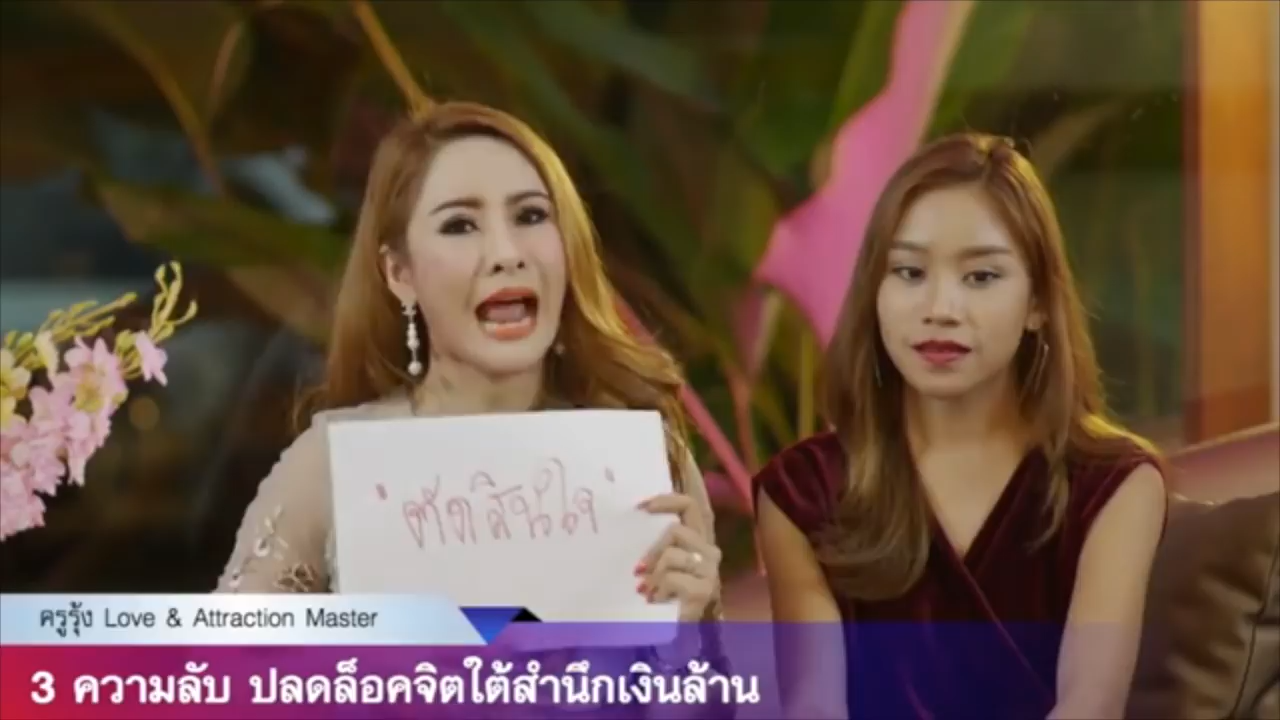 "ตัดสินใจ"
ครูรุ้ง Love & Attraction Master
3 ความลับ ปลดล็อคจิตใต้สำนึกเงินล้าน